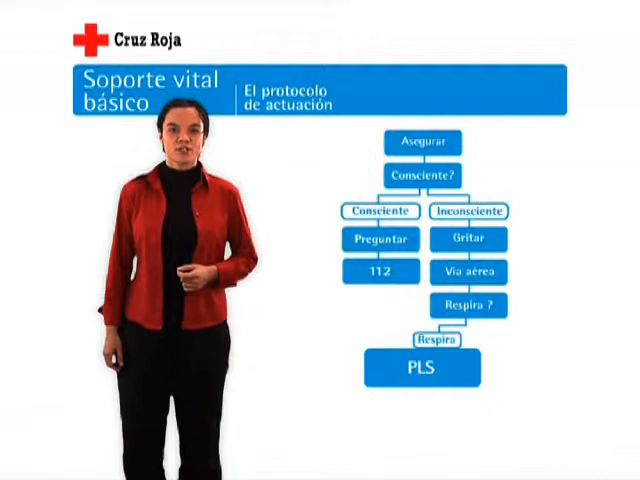 Cruz Roja
Soporte vital
básico
El protocolo
de actuación
Asegurar
Consciente?
Consciente
Inconsciente
Preguntar
Gritar
112
Via aérea
Respira ?
Respira
PLS